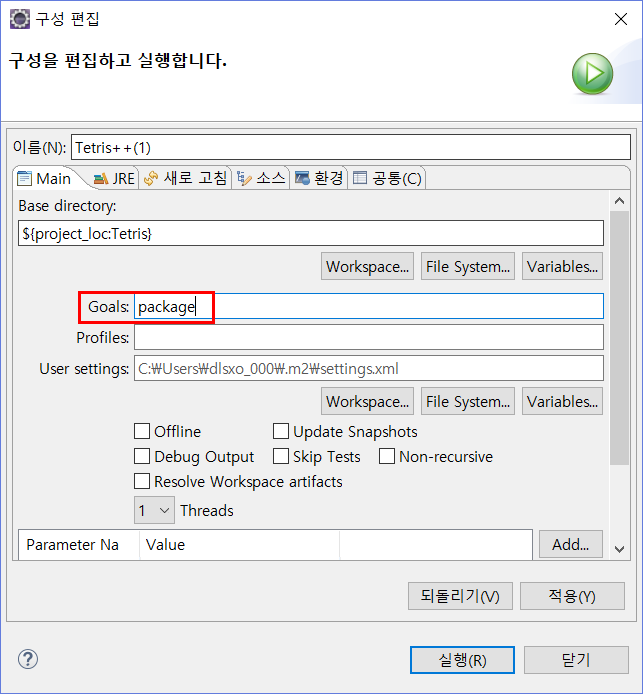 구성 편집
구성을 편집하고 실행합니다.
이름(N): Tetris++(1)
Main JRE 새로 고침 소스 환경 공통(C)
Base directory:
${project_loc:Tetris}
Workspace... File System... Variables...
Goals: package
Profiles:
User settings: C:₩Users₩dlsxo_000₩.m2₩settings.xml
Workspace... File System... Variables...
Offline Update Snapshots
Debug Output Skip Tests Non-recursive
Resolve Workspace artifacts
1 Threads
Parameter Na Value Add...
되돌리기(V) 적용(Y)
실행(R) 닫기